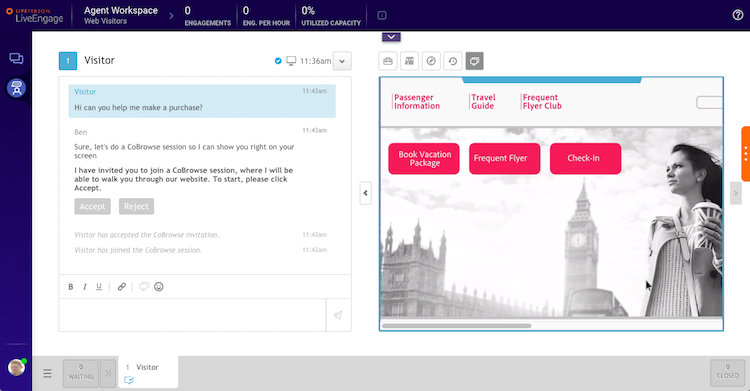 LIVEPERSON
LiveEngage
Agent Workspace
Web Visitors
0
ENGAGEMENTS
0
ENG. PER HOUR
0%
UTILIZED CAPACITY
1
Visitor
11:36am
Visitor
11:43am
Hi can you help me make a purchase?
Ben
11:43am
Sure, let's do a CoBrowse session so I can show you right on your
screen
I have invited you to join a CoBrowse session, where I will be
able to walk you through our website. To start, please click
Accept.
Accept
Reject
Visitor has accepted the CoBrowse invitation.
11:43am
Visitor has joined the CoBrowse session.
11:43am
B I U
Passenger
Information
Travel
Guide
Frequent
Flyer Club
Book Vacation
Package
Frequent Flyer
Check-In
0
WAITING
1 Visitor
0
CLOSED